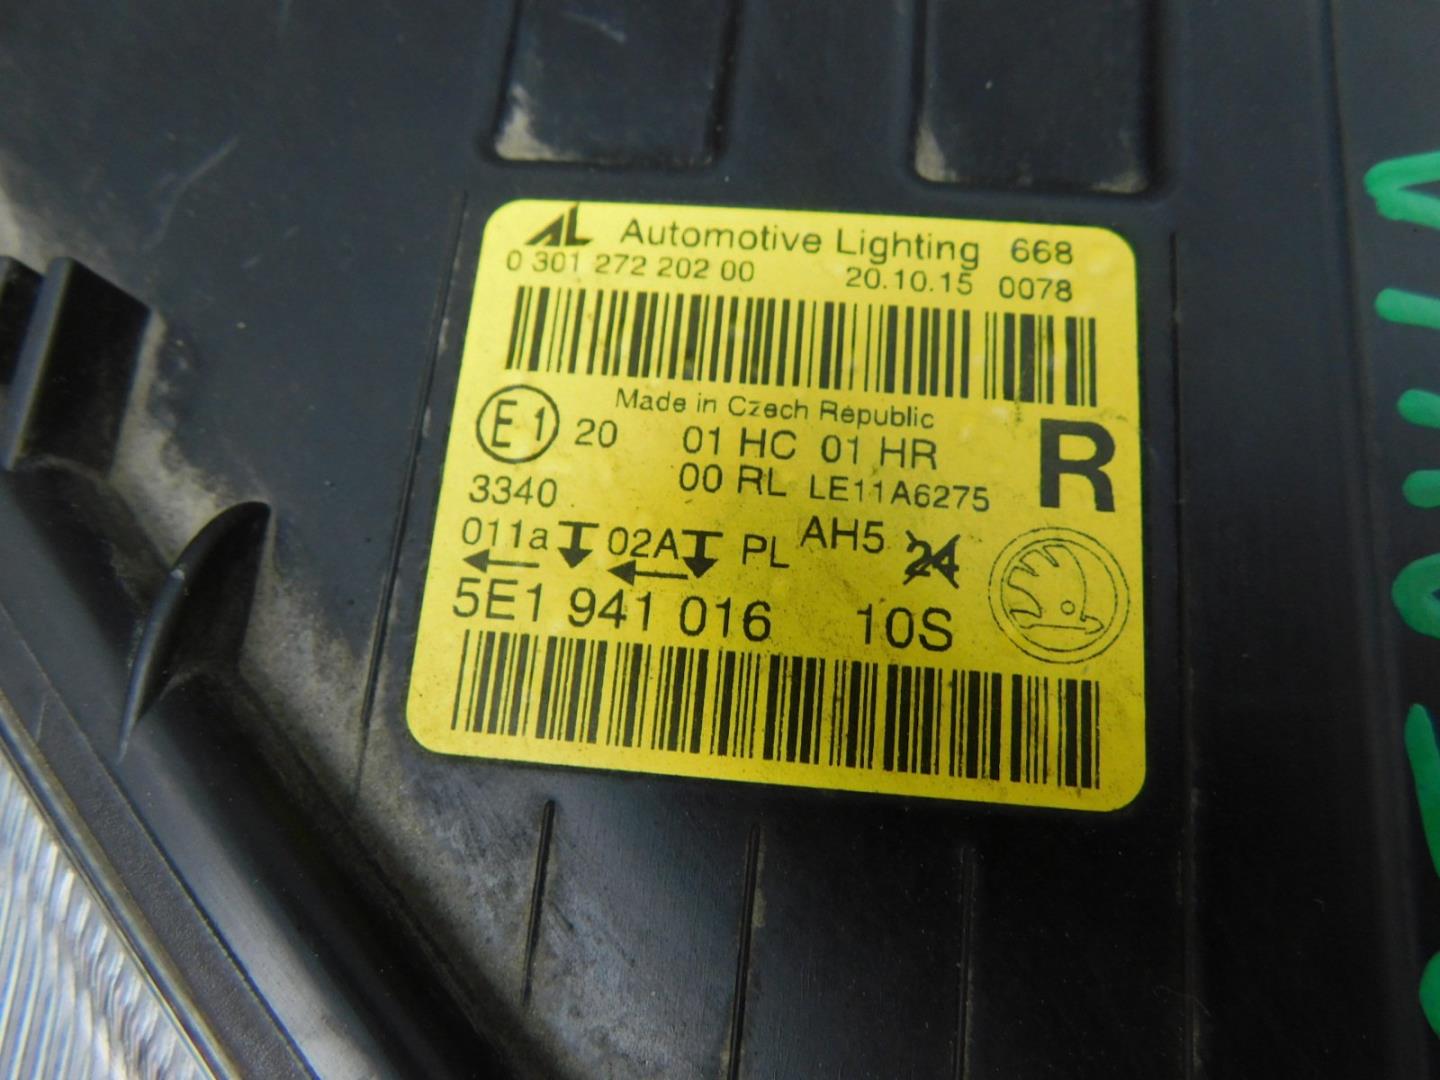 AL Automotive Lighting 668
0 301 272 202 00 20.10.15 0078
Made in Czech Republic
E1 20 01 HC 01 HR R
3340 00 RL LE11A6275
011a 02A PL AH5 24
5E1 941 016 10S